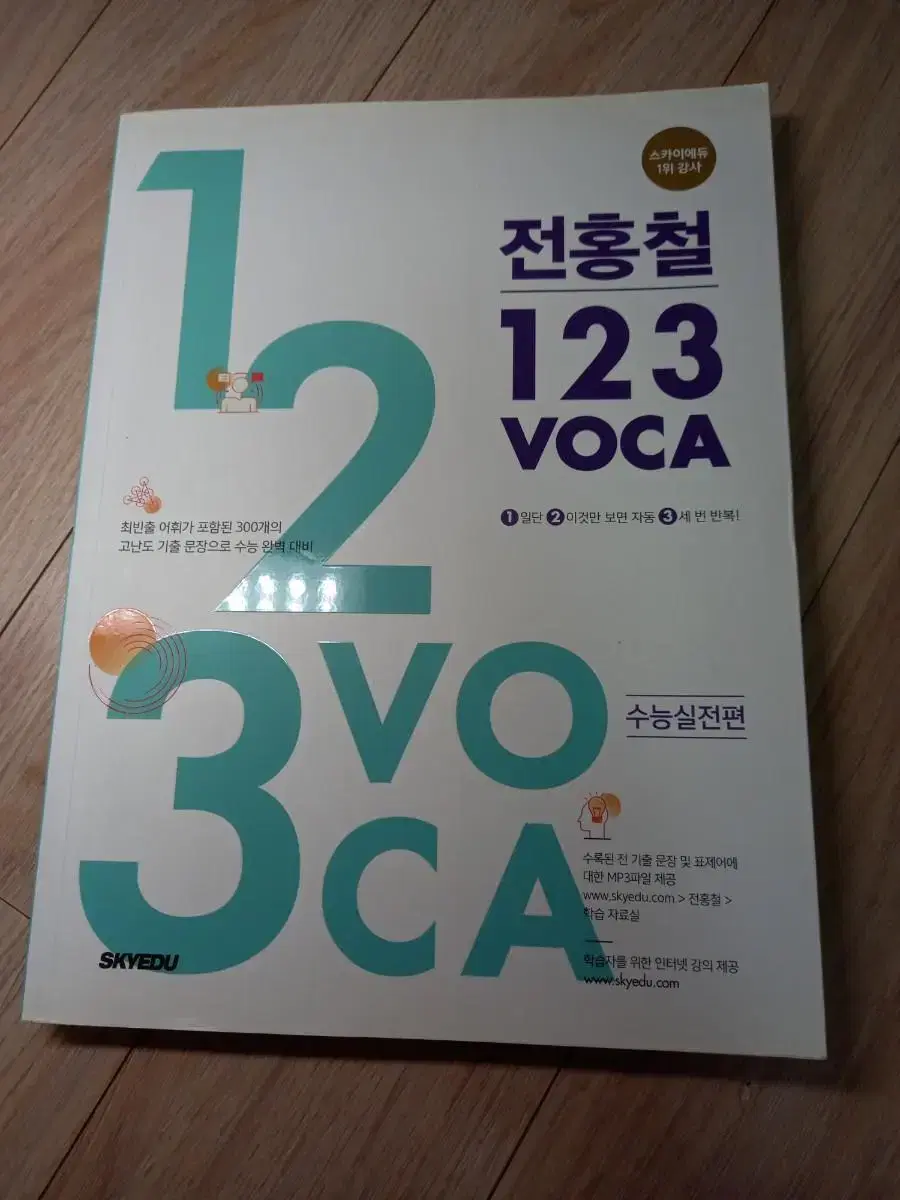 스카이에듀
1위 강사
전홍철
123
VOCA
❶ 일단 ❷ 이것만 보면 자동 ❸ 세 번 반복!
1
2
최빈출 어휘가 포함된 300개의
고난도 기출 문장으로 수능 완벽 대비
3
VO
CA
수능실전편
수록된 전 기출 문장 및 표제어에
대한 MP3파일 제공
www.skyedu.com > 전홍철 >
학습 자료실
학습자를 위한 인터넷 강의 제공
www.skyedu.com
SKYEDU